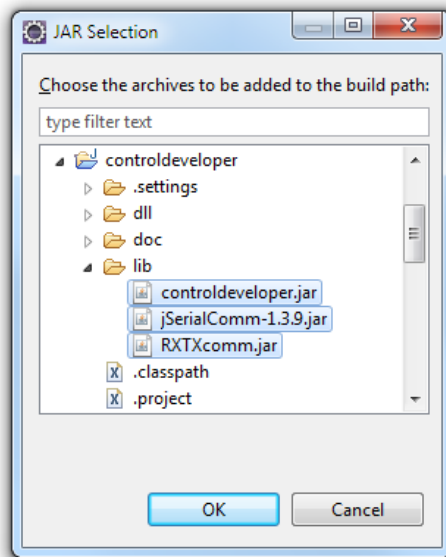 JAR Selection
Choose the archives to be added to the build path:
type filter text
controldeveloper
.settings
dll
doc
lib
controldeveloper.jar
jSerialComm-1.3.9.jar
RXTXcomm.jar
.classpath
.project
OK Cancel